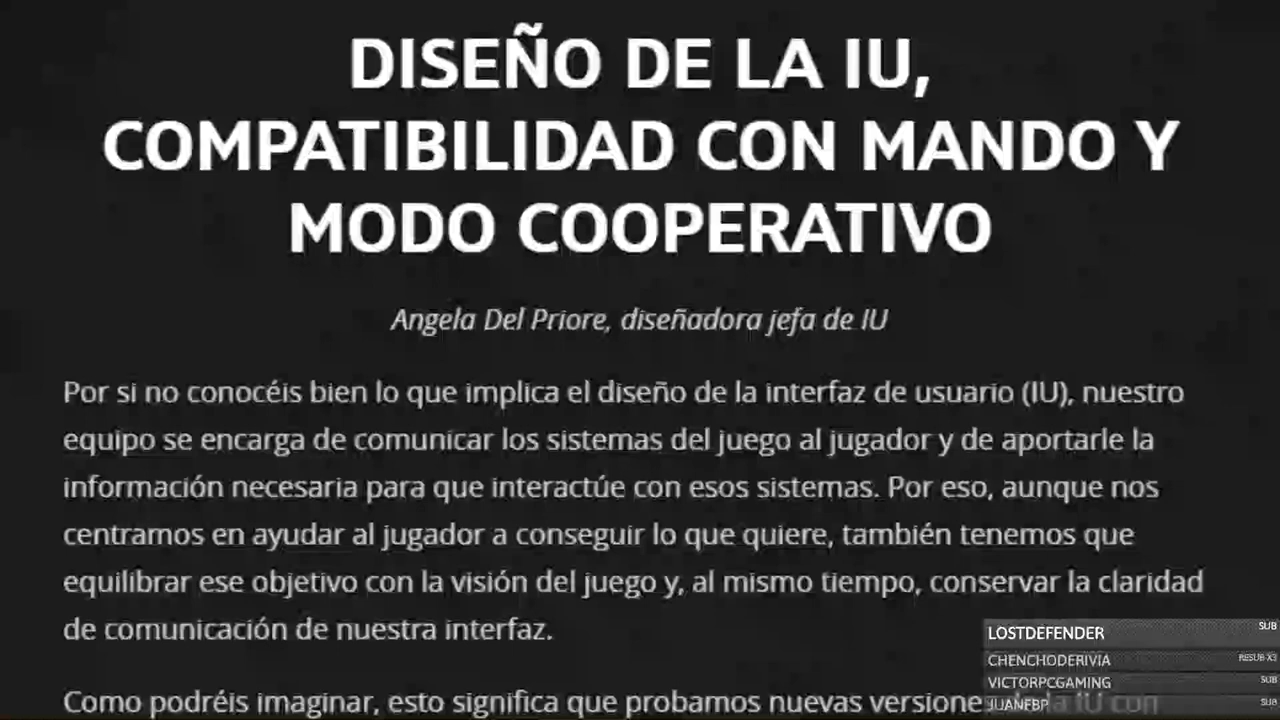 DISEÑO DE LA IU,
COMPATIBILIDAD CON MANDO Y
MODO COOPERATIVO
Angela Del Priore, diseñadora jefa de IU
Por si no conocéis bien lo que implica el diseño de la interfaz de usuario (IU), nuestro
equipo se encarga de comunicar los sistemas del juego al jugador y de aportarle la
información necesaria para que interactúe con esos sistemas. Por eso, aunque nos
centramos en ayudar al jugador a conseguir lo que quiere, también tenemos que
equilibrar ese objetivo con la visión del juego y, al mismo tiempo, conservar la claridad
de comunicación de nuestra interfaz.
Como podréis imaginar, esto significa que probamos nuevas versiones de la IU con
LOSTDEFENDER SUB
CHENCHODERIVIA RESUB X3
VICTORPCGAMING SUB
JUANFBP SUB